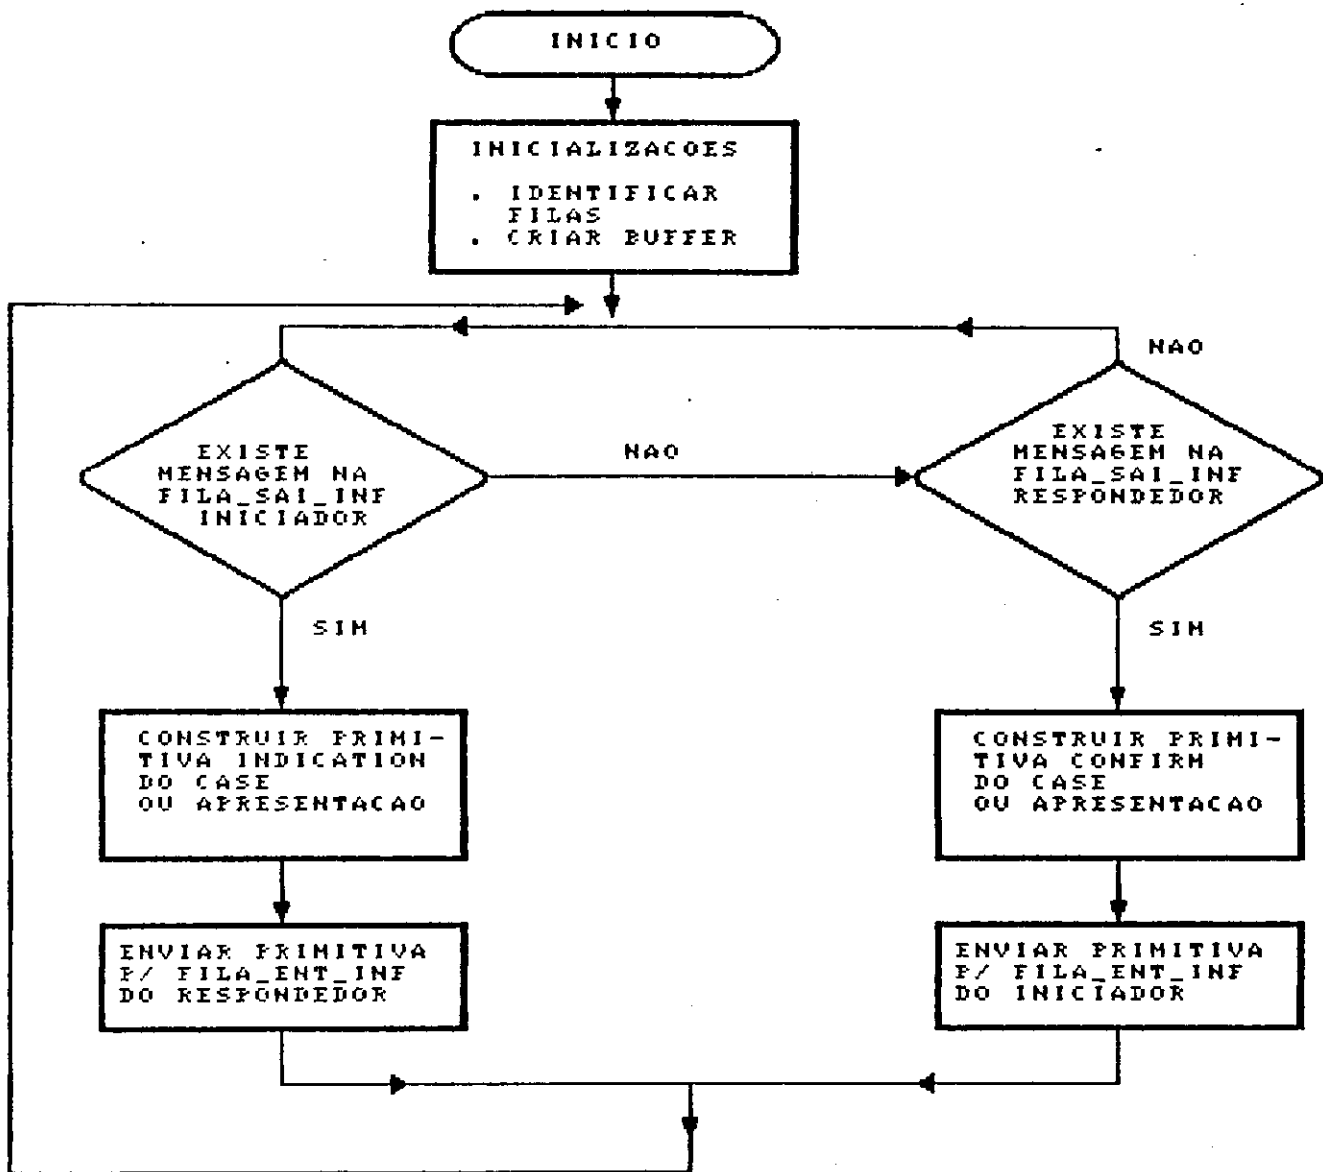 INICIO
INICIALIZACOES
. IDENTIFICAR
FILAS
. CRIAR BUFFER
NAO
EXISTE
MENSAGEM NA
FILA_SAI_INF
INICIADOR
NAO
EXISTE
MENSAGEM NA
FILA_SAI_INF
RESPONDEDOR
SIM
SIM
CONSTRUIR PRIMI-
TIVA INDICATION
DO CASE
OU APRESENTACAO
CONSTRUIR PRIMI-
TIVA CONFIRM
DO CASE
OU APRESENTACAO
ENVIAR PRIMITIVA
P/ FILA_ENT_INF
DO RESPONDEDOR
ENVIAR PRIMITIVA
P/ FILA_ENT_INF
DO INICIADOR